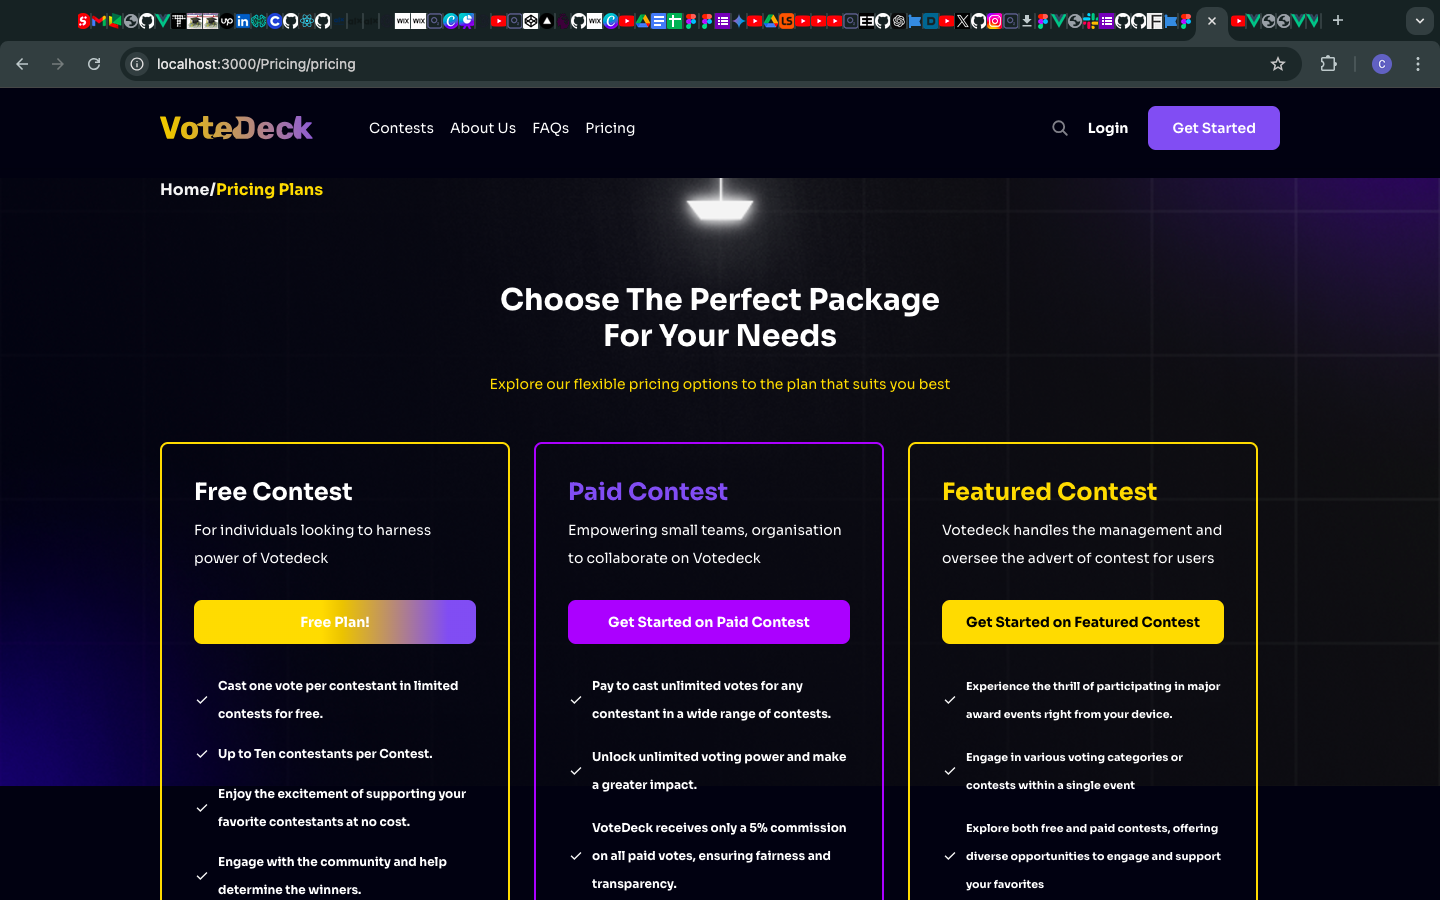 localhost:3000/Pricing/pricing
C
VoteDeck
Contests
About Us
FAQs
Pricing
Login
Get Started
Home/Pricing Plans
Choose The Perfect Package
For Your Needs
Explore our flexible pricing options to the plan that suits you best
Free Contest
For individuals looking to harness
power of Votedeck
Free Plan!
Cast one vote per contestant in limited
contests for free.
Up to Ten contestants per Contest.
Enjoy the excitement of supporting your
favorite contestants at no cost.
Engage with the community and help
determine the winners.
Paid Contest
Empowering small teams, organisation
to collaborate on Votedeck
Get Started on Paid Contest
Pay to cast unlimited votes for any
contestant in a wide range of contests.
Unlock unlimited voting power and make
a greater impact.
VoteDeck receives only a 5% commission
on all paid votes, ensuring fairness and
transparency.
Featured Contest
Votedeck handles the management and
oversee the advert of contest for users
Get Started on Featured Contest
Experience the thrill of participating in major
award events right from your device.
Engage in various voting categories or
contests within a single event
Explore both free and paid contests, offering
diverse opportunities to engage and support
your favorites